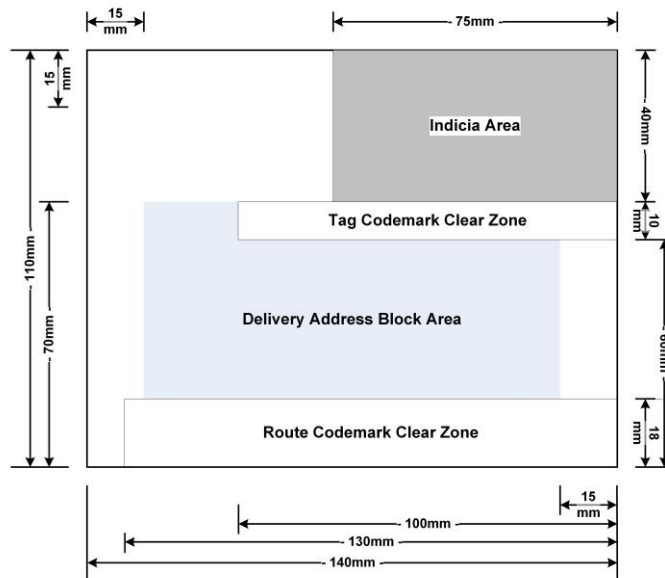 15
mm
75mm
15
mm
Indicia Area
40mm
Tag Codemark Clear Zone
10
mm
110mm
70mm
Delivery Address Block Area
Route Codemark Clear Zone
18
mm
15
mm
100mm
130mm
140mm